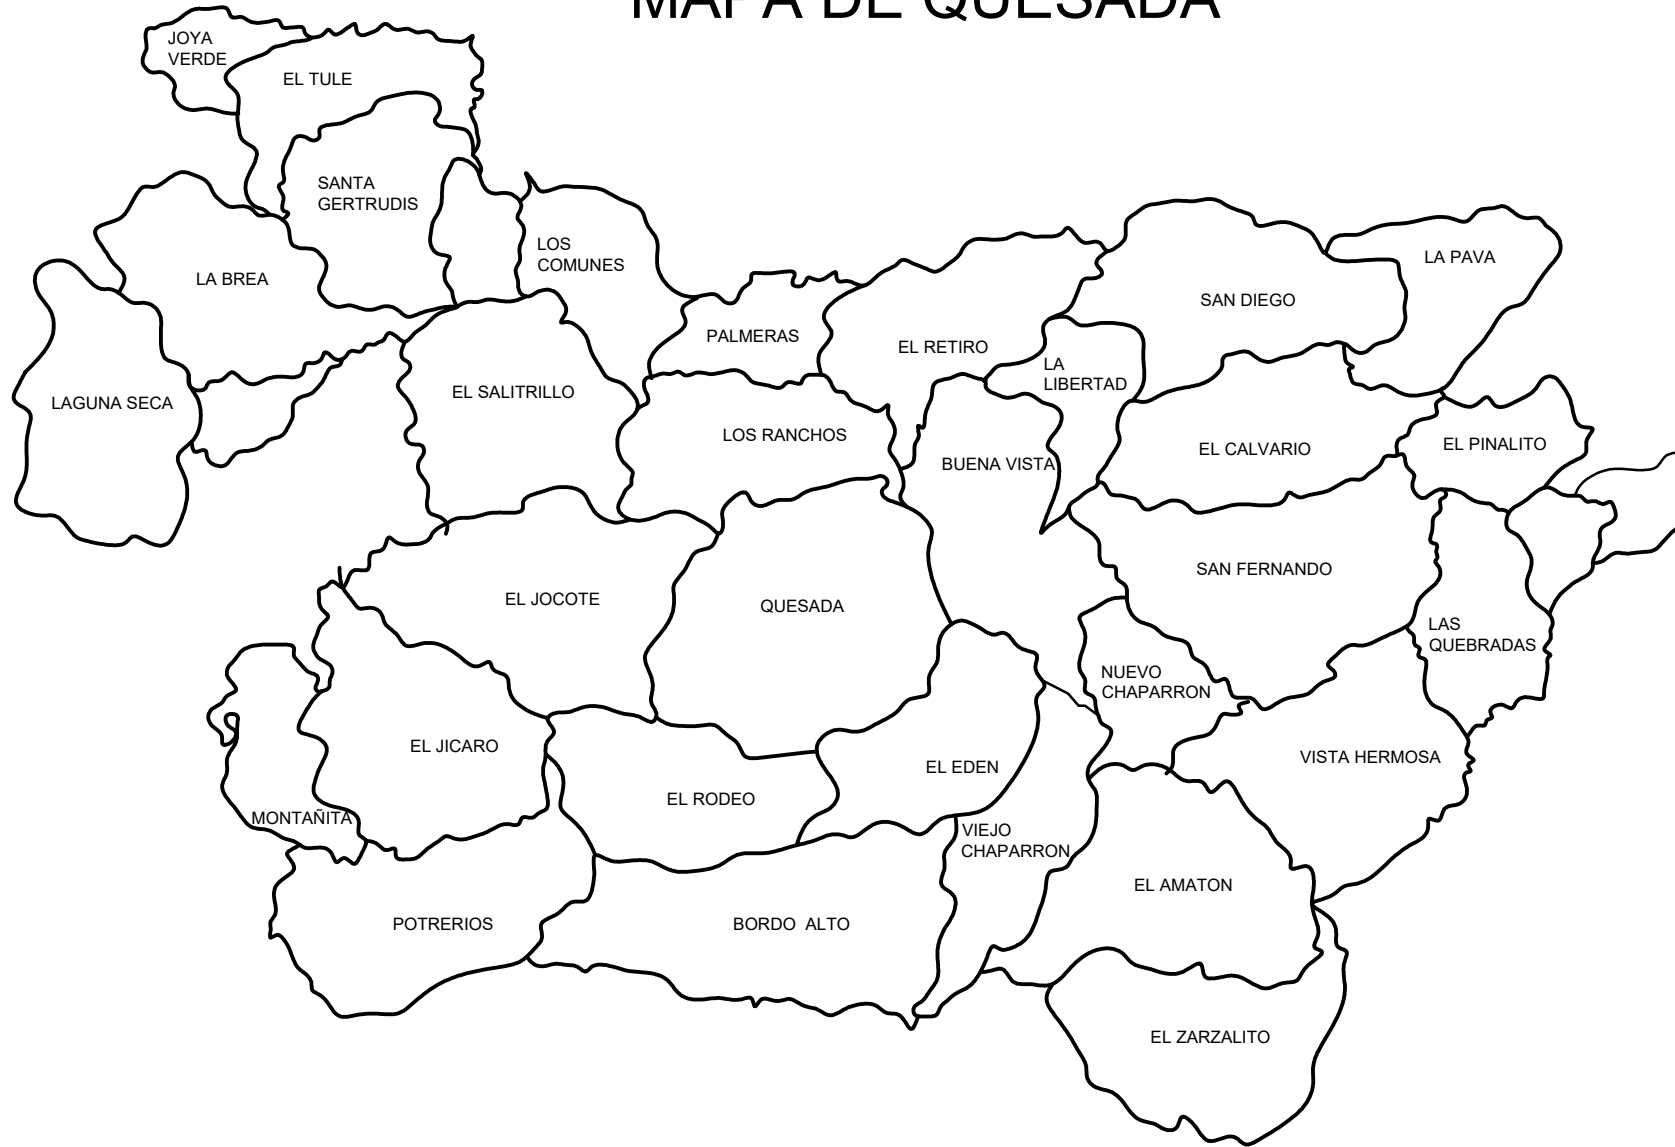 MAPA DE QUESADA
JOYA
VERDE
EL TULE
SANTA
GERTRUDIS
LOS
COMUNES
LA BREA
LAGUNA SECA
PALMERAS
EL RETIRO
LA
LIBERTAD
SAN DIEGO
LA PAVA
EL SALITRILLO
LOS RANCHOS
BUENA VISTA
EL CALVARIO
EL PINALITO
SAN FERNANDO
EL JOCOTE
QUESADA
LAS
QUEBRADAS
NUEVO
CHAPARRON
EL JICARO
VISTA HERMOSA
EL EDEN
EL RODEO
MONTAÑITA
VIEJO
CHAPARRON
EL AMATON
POTRERIOS
BORDO  ALTO
EL ZARZALITO